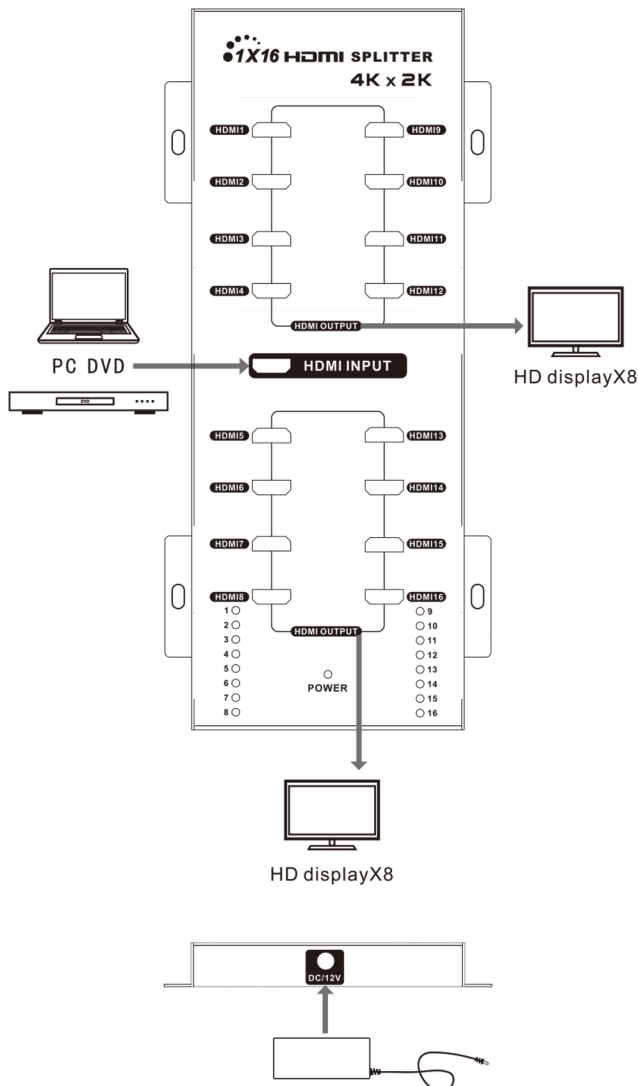 1X16 HDMI SPLITTER
4K x 2K
HDMI1
HDMI9
HDMI2
HDMI10
HDMI3
HDMI11
HDMI4
HDMI12
HDMI OUTPUT
PC DVD
HDMI INPUT
HD displayX8
DVD
HDMI5
HDMI13
HDMI6
HDMI14
HDMI7
HDMI15
HDMI8
HDMI16
1
9
2
10
3
11
4
12
5
13
6
14
7
15
8
16
HDMI OUTPUT
POWER
HD displayX8
DC/12V